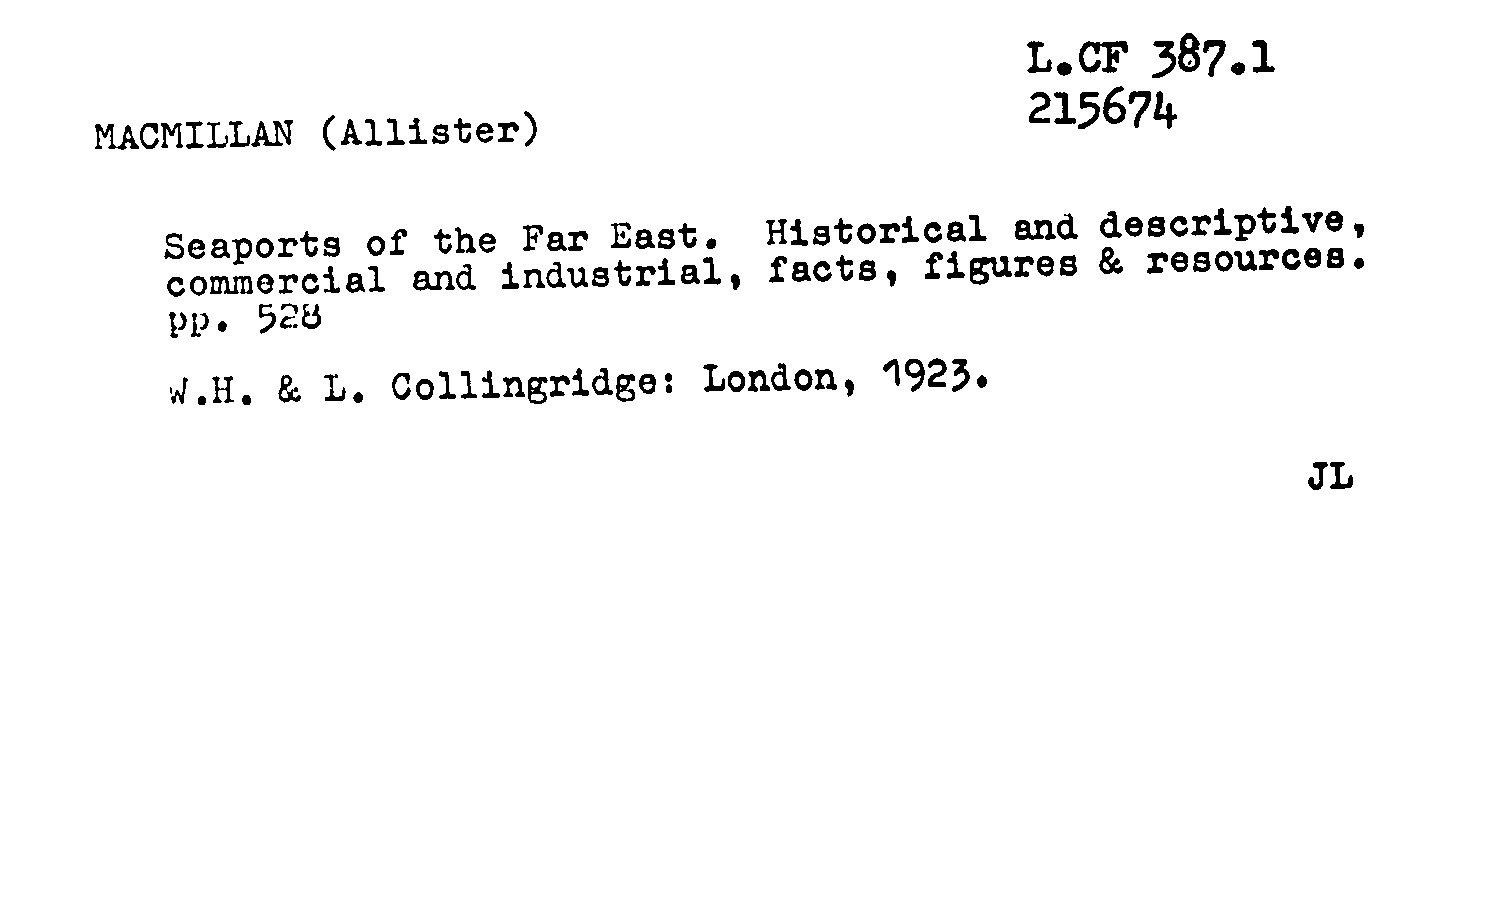 L.CF 387.1
215674
MACMILLAN (Allister)
Seaports of the Far East. Historical and descriptive,
commercial and industrial, facts, figures & resources.
pp. 528
W.H. & L. Collingridge: London, 1923.
JL